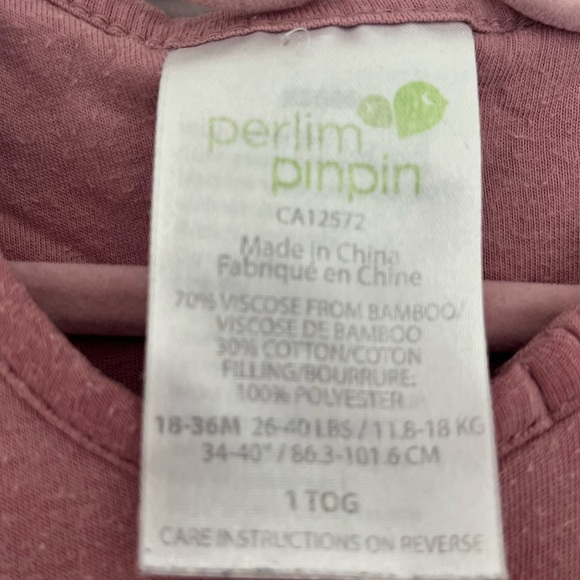 perlim
pinpin
CA12572
Made in China
Fabriqué en Chine
70% VISCOSE FROM BAMBOO/
VISCOSE DE BAMBOO
30% COTTON/COTON
FILLING/BOURRURE:
100% POLYESTER
18-36M 26-40 LBS / 11.8-18 KG
34-40" / 86.3-101.6 CM
1 TOG
CARE INSTRUCTIONS ON REVERSE